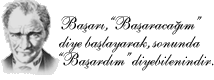 Başarı, “Başaracağım”
diye başlayarak, sonunda
“Başardım” diyebilenindir.